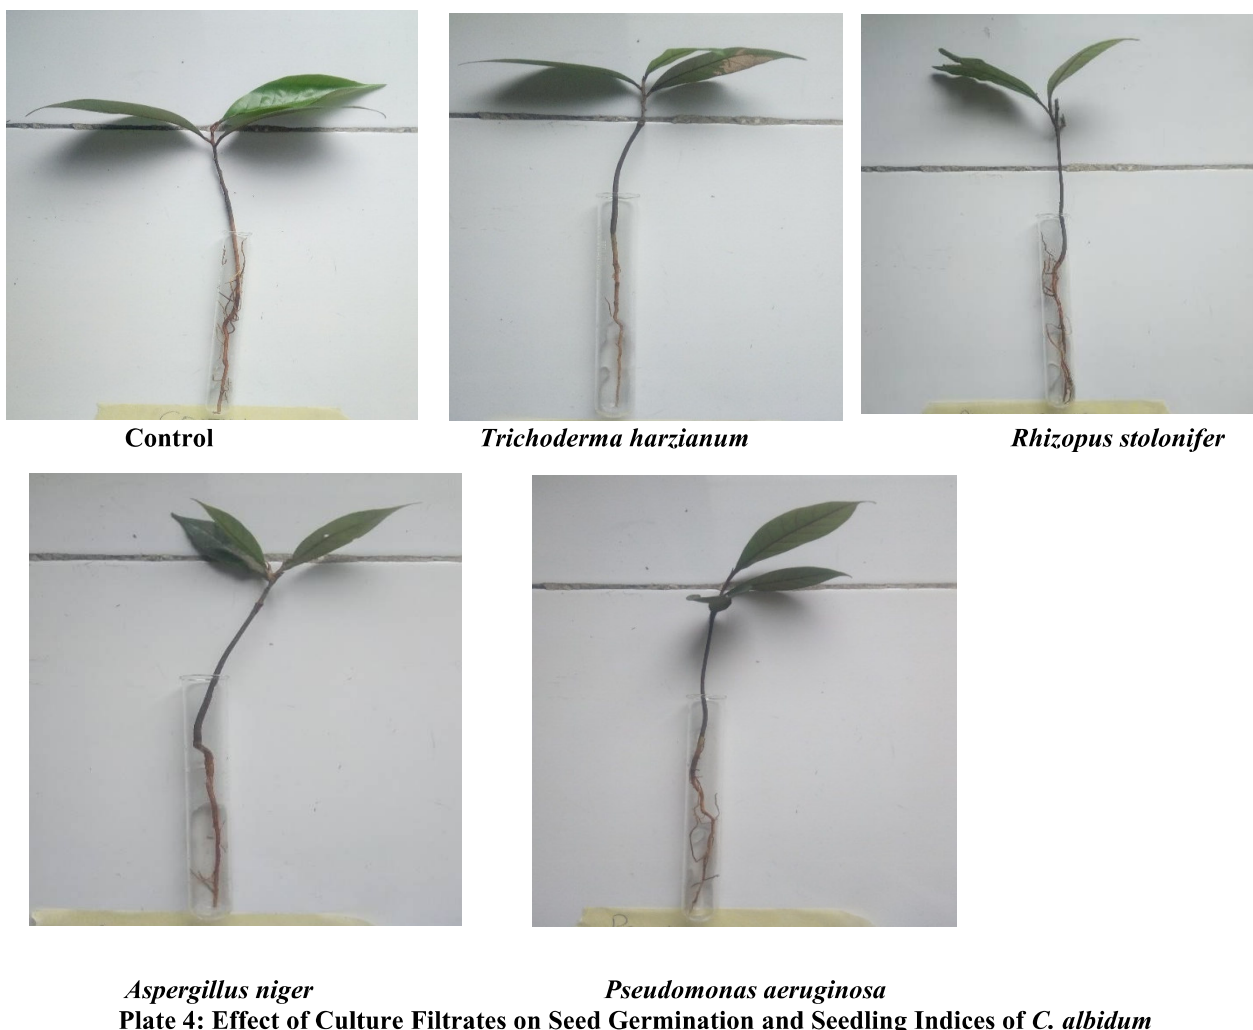 Control
Trichoderma harzianum
Rhizopus stolonifer
Aspergillus niger
Pseudomonas aeruginosa
Plate 4: Effect of Culture Filtrates on Seed Germination and Seedling Indices of C. albidum